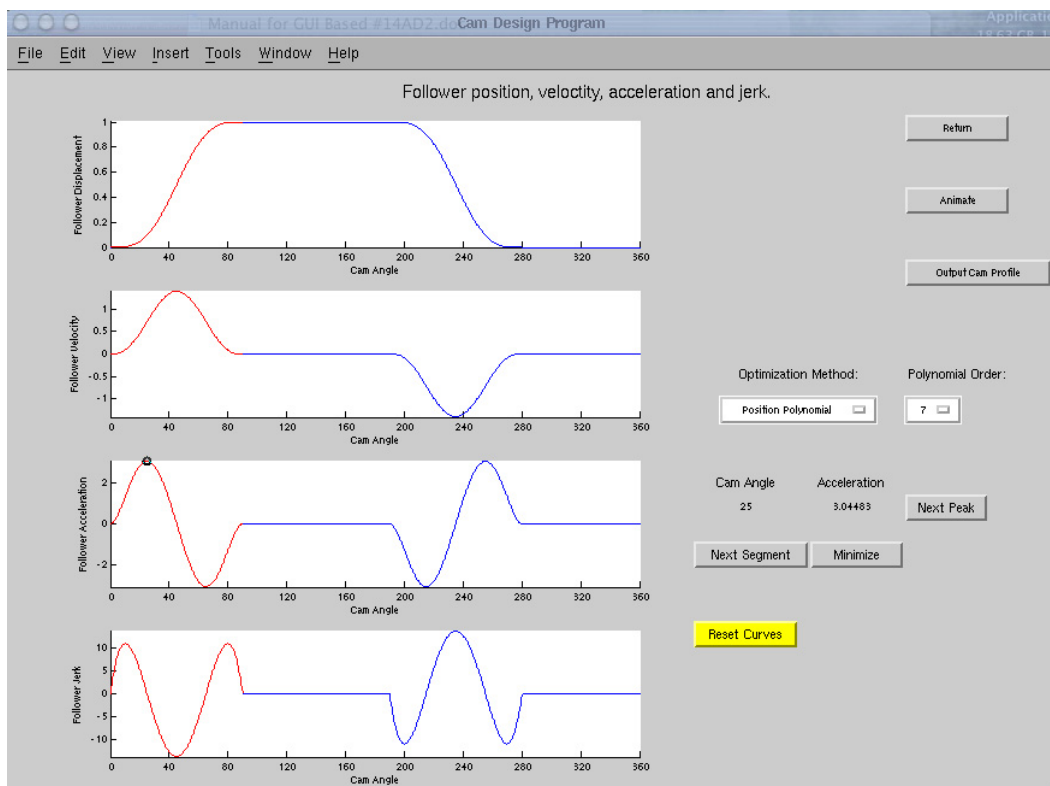 Manual for GUI Based #14AD2.do Cam Design Program Applicati
18.63 GB, 1
File Edit View Insert Tools Window Help
Follower position, veloctity, acceleration and jerk.
Follower Displacement
1
0.8
0.6
0.4
0.2
0
0 40 80 120 160 200 240 280 320 360
Cam Angle
Return
Animate
Output Cam Profile
Follower Velocity
1
0.5
0
-0.5
-1
0 40 80 120 160 200 240 280 320 360
Cam Angle
Optimization Method: Polynomial Order:
Position Polynomial 7
Follower Acceleration
2
0
-2
0 40 80 120 160 200 240 280 320 360
Cam Angle
Cam Angle Acceleration
25 3.04483 Next Peak
Next Segment Minimize
Reset Curves
Follower Jerk
10
5
0
-5
-10
0 40 80 120 160 200 240 280 320 360
Cam Angle